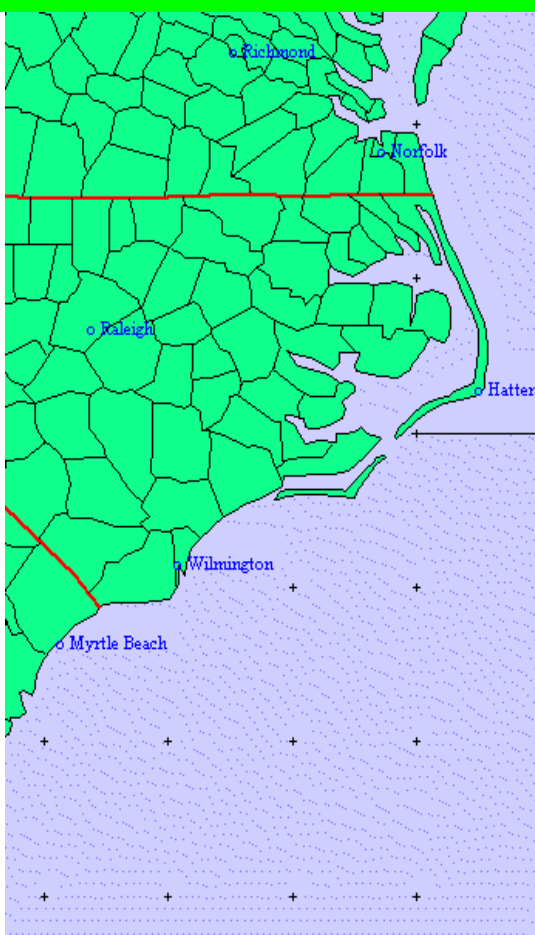 Richmond
Norfolk
Raleigh
Hatter
Wilmington
Myrtle Beach